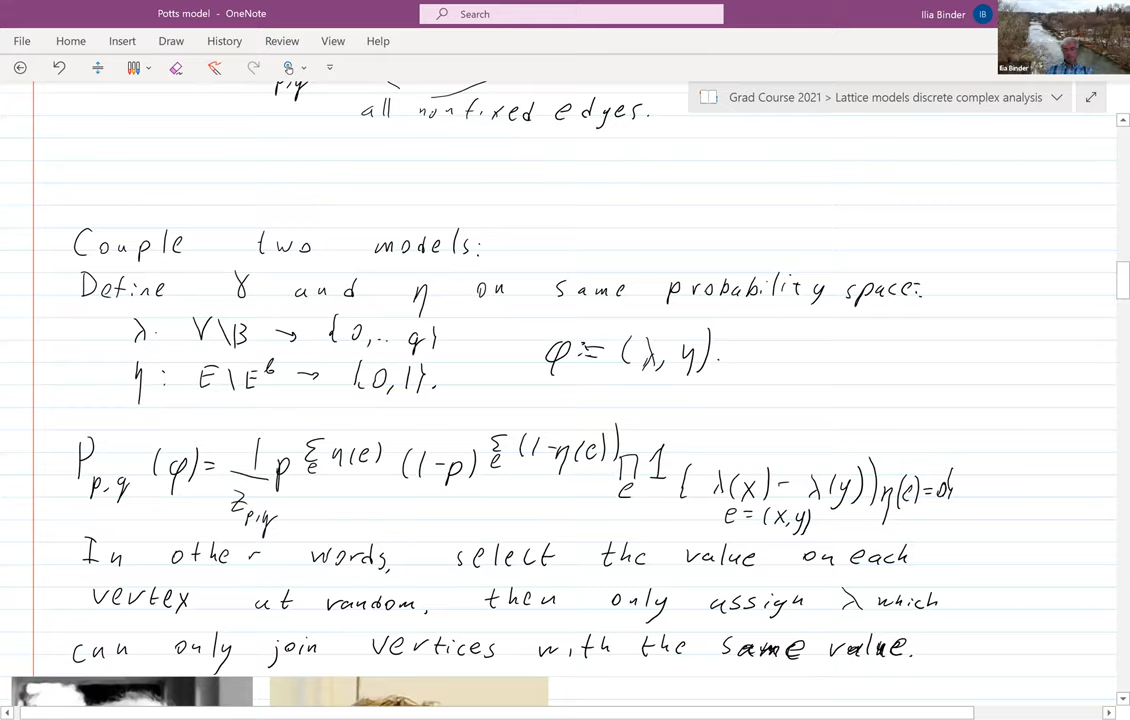 Potts model - OneNote
Search
Ilia Binder
IB
File Home Insert Draw History Review View Help
Ilia Binder
Grad Course 2021 > Lattice models discrete complex analysis
p,q
all nonfixed edges.
Couple two models:
Define γ and η on same probability space:
λ: V\B → {0,.. q}
φ := (λ, η).
η : E\E^b → {0,1}.
P_{p,q} (φ) = 1/Z_{p,q} p^{Σ_e η(e)} (1-p)^{Σ_e (1-η(e))} Π_e 1{(λ(x) - λ(y)) η(e)=0}
e = (x,y)
In other words, select the value on each
vertex at random, then only assign λ which
can only join vertices with the same value.